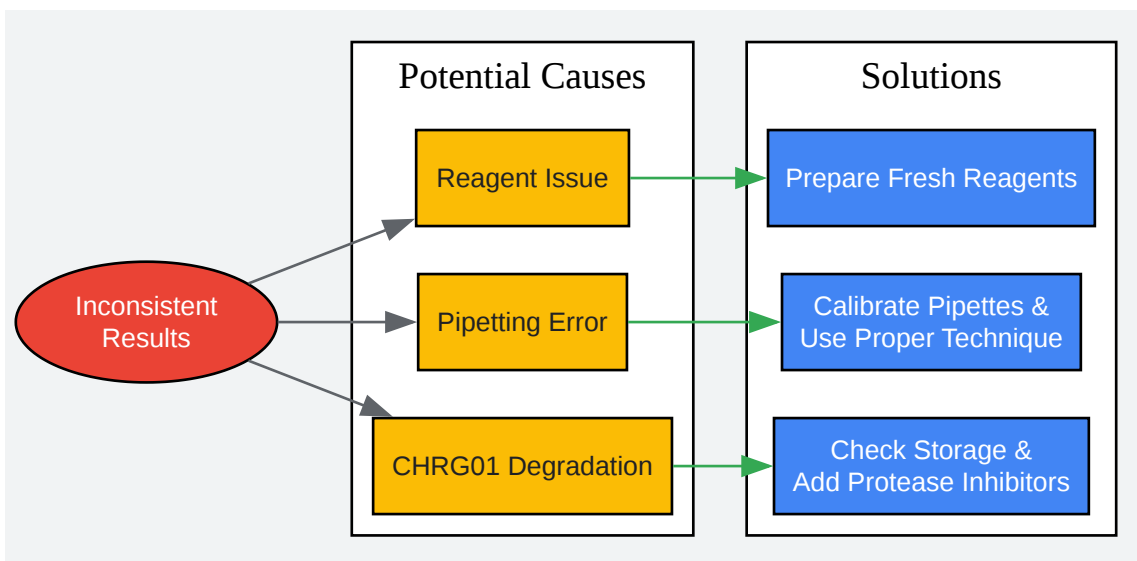 Potential Causes
Solutions
Reagent Issue
Prepare Fresh Reagents
Inconsistent
Results
Pipetting Error
Calibrate Pipettes &
Use Proper Technique
CHRG01 Degradation
Check Storage &
Add Protease Inhibitors